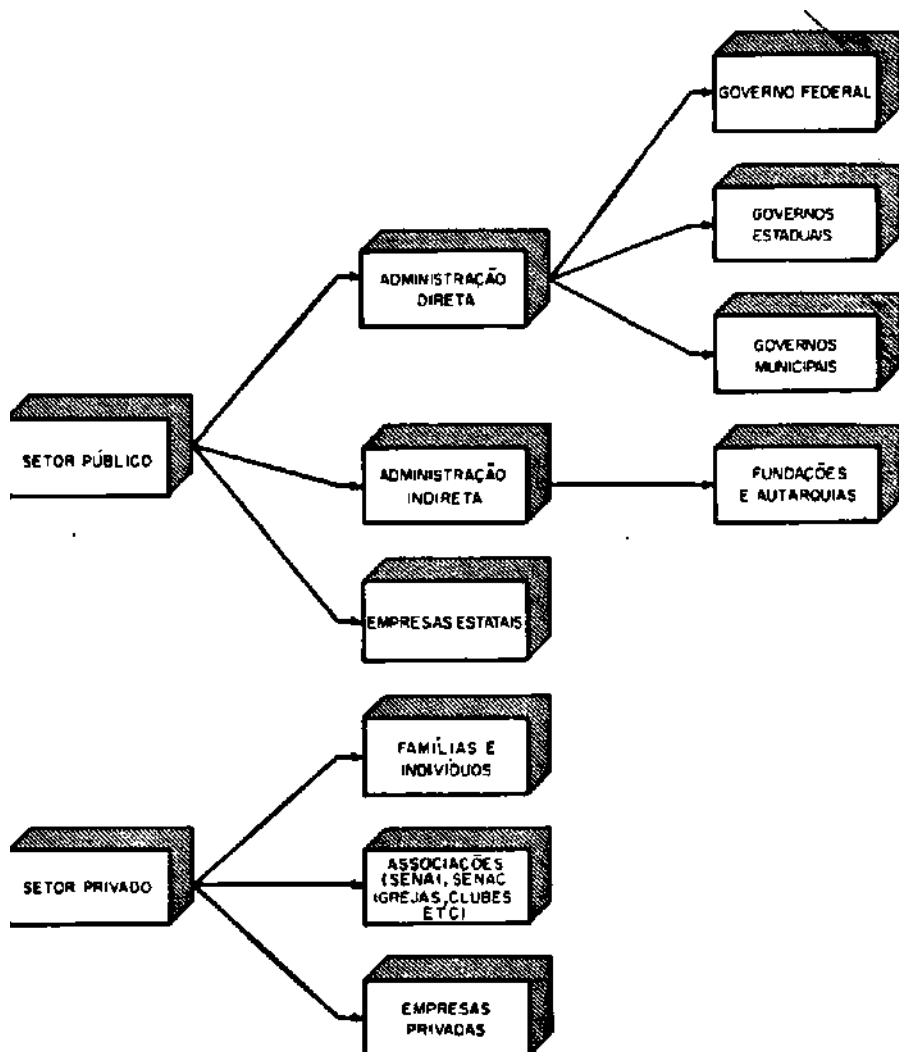 GOVERNO FEDERAL
GOVERNOS
ESTADUAIS
ADMINISTRAÇÃO
DIRETA
GOVERNOS
MUNICIPAIS
SETOR PÚBLICO
ADMINISTRAÇÃO
INDIRETA
FUNDAÇÕES
E AUTARQUIAS
EMPRESAS ESTATAIS
FAMÍLIAS E
INDIVÍDUOS
SETOR PRIVADO
ASSOCIAÇÕES
(SENAI, SENAC
IGREJAS, CLUBES
ETC)
EMPRESAS
PRIVADAS